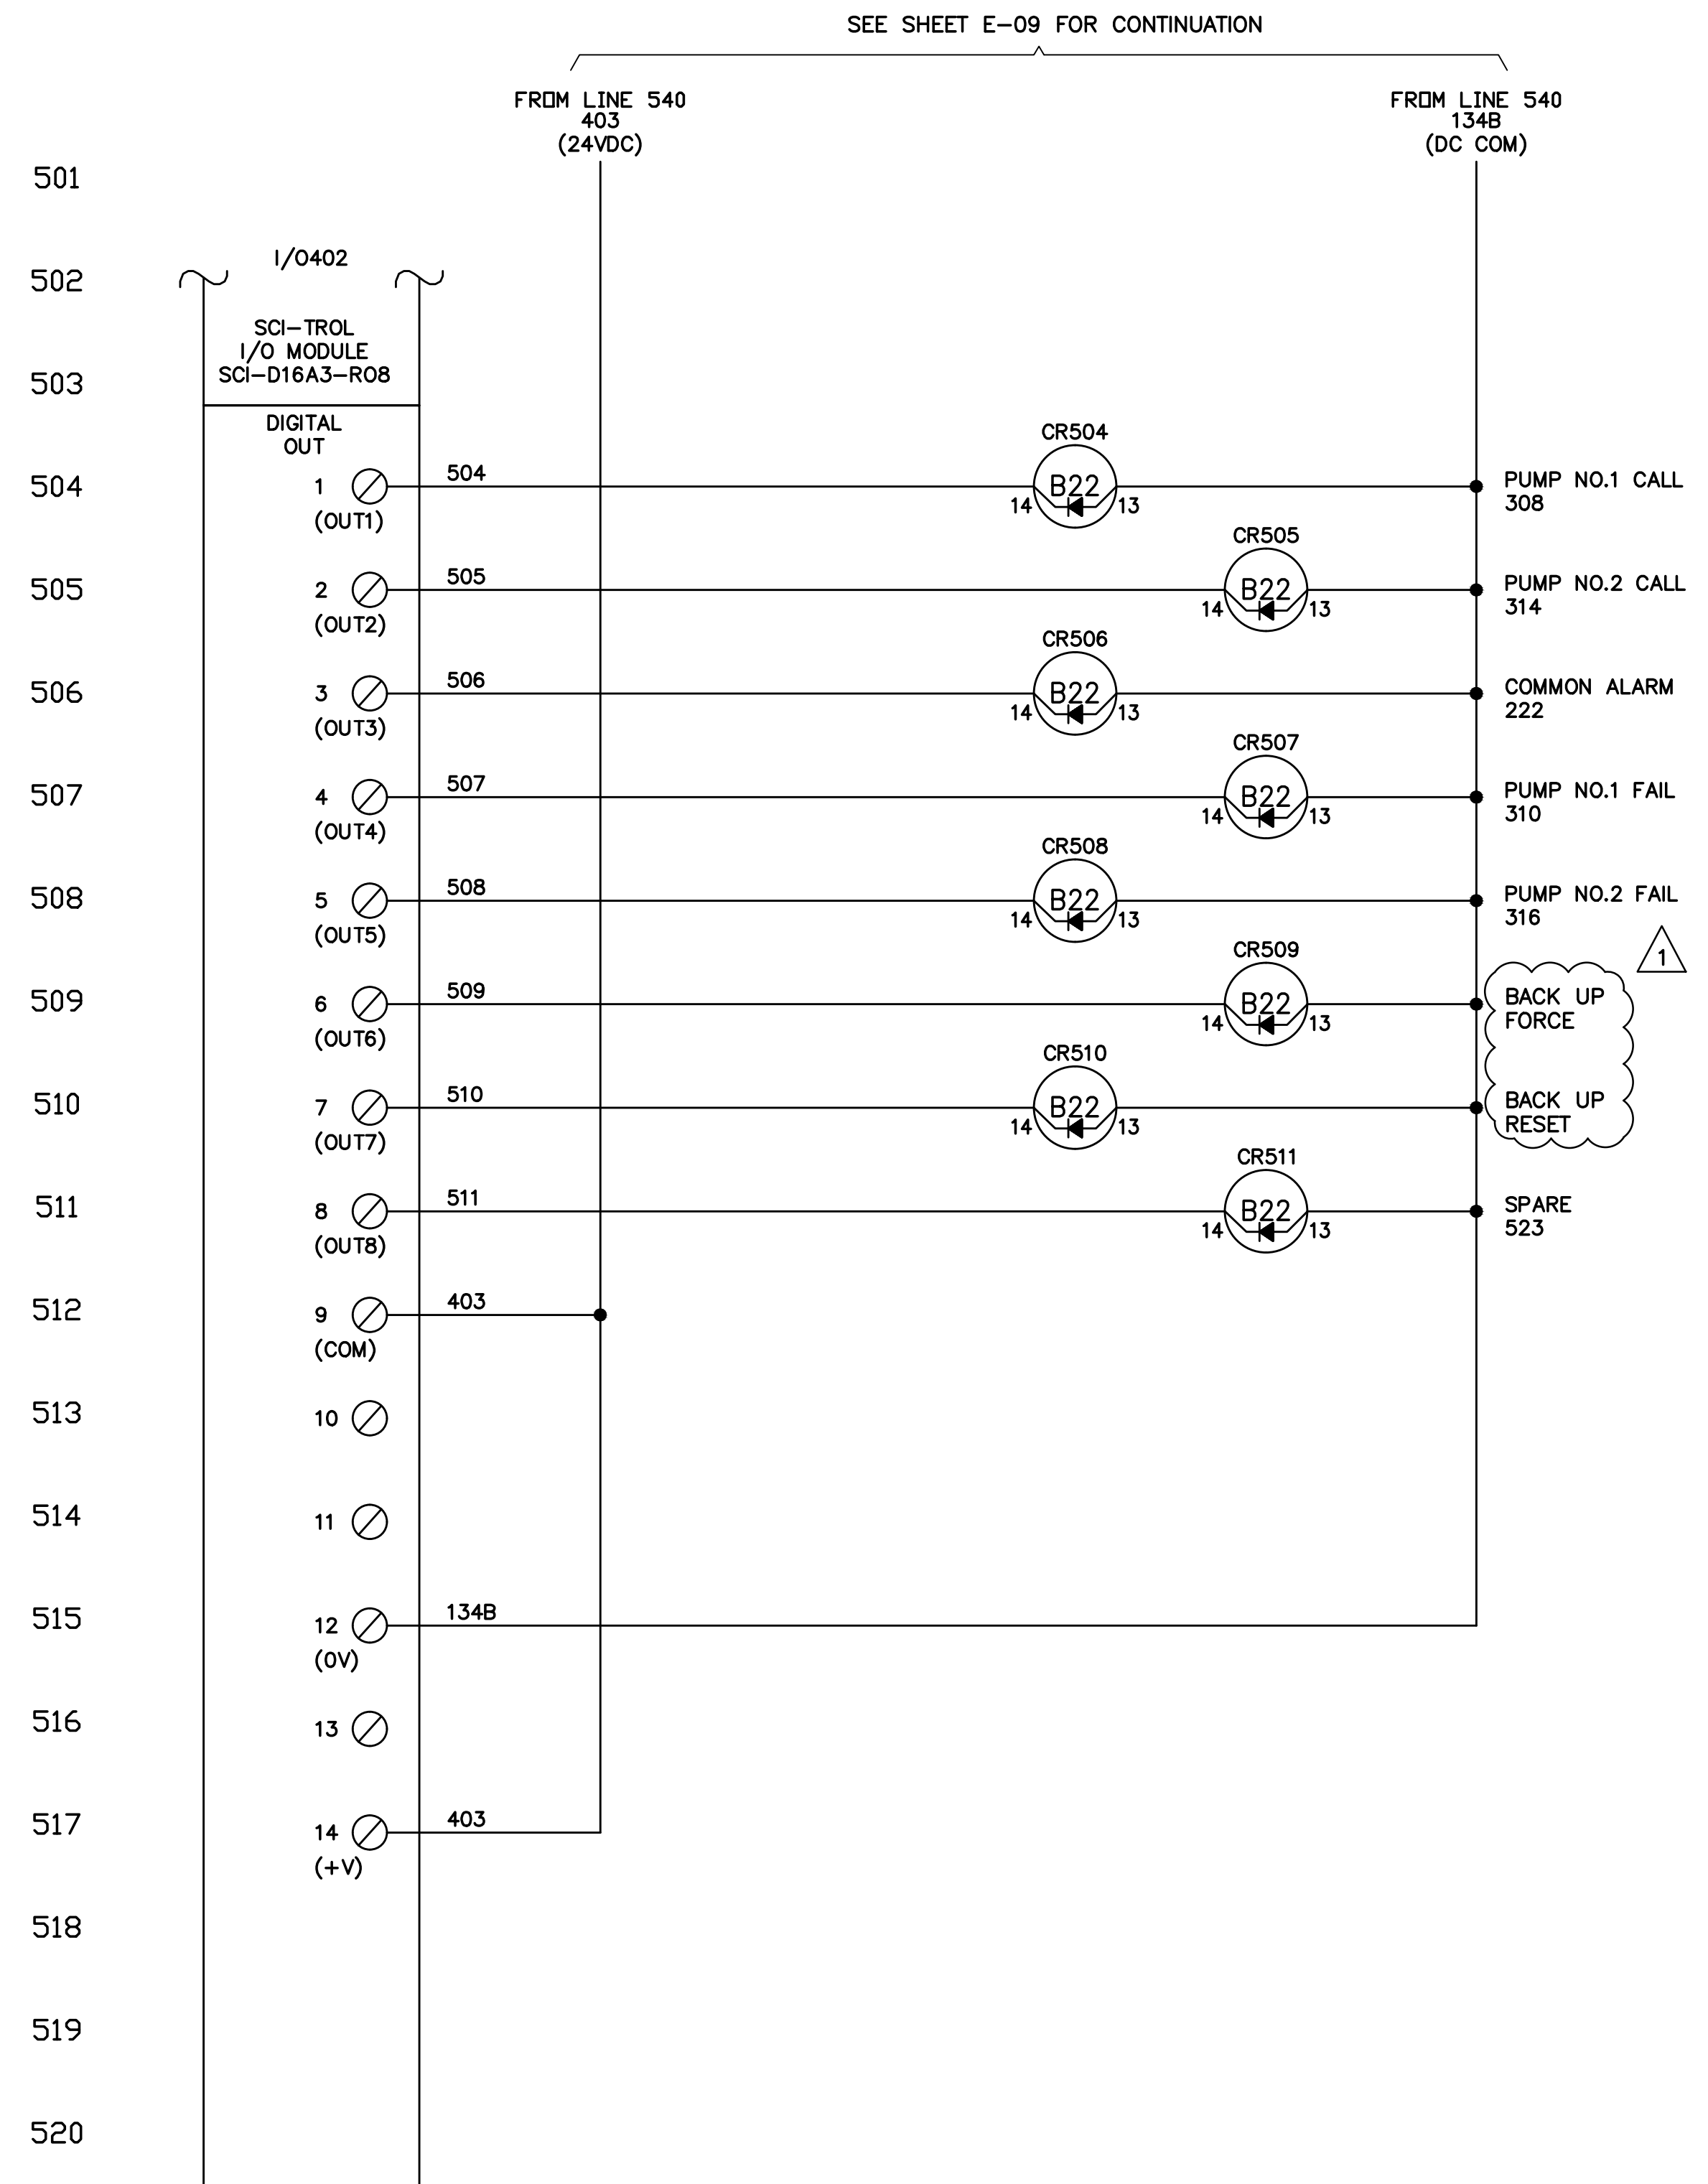 SEE SHEET E-09 FOR CONTINUATION
FROM LINE 540
403
(24VDC)
FROM LINE 540
134B
(DC COM)
501
502
I/O402
SCI-TROL
I/O MODULE
SCI-D16A3-RO8
503
DIGITAL
OUT
CR504
504
1
(OUT1)
504
14
B22
13
PUMP NO.1 CALL
308
CR505
505
2
(OUT2)
505
14
B22
13
PUMP NO.2 CALL
314
CR506
506
3
(OUT3)
506
14
B22
13
COMMON ALARM
222
CR507
507
4
(OUT4)
507
14
B22
13
PUMP NO.1 FAIL
310
CR508
508
5
(OUT5)
508
14
B22
13
PUMP NO.2 FAIL
316
1
CR509
509
6
(OUT6)
509
14
B22
13
BACK UP
FORCE
CR510
510
7
(OUT7)
510
14
B22
13
BACK UP
RESET
CR511
511
8
(OUT8)
511
14
B22
13
SPARE
523
512
9
(COM)
403
513
10
514
11
515
12
(0V)
134B
516
13
517
14
(+V)
403
518
519
520